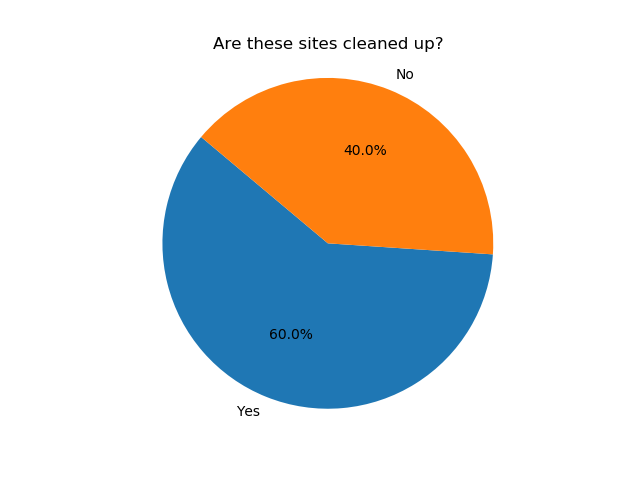 Are these sites cleaned up?
No
40.0%
60.0%
Yes